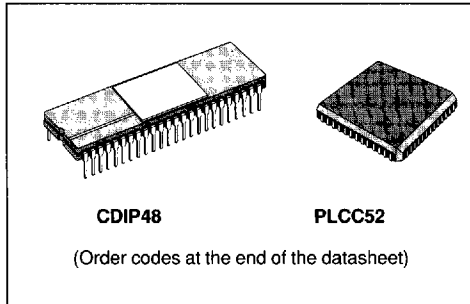 CDIP48 PLCC52
(Order codes at the end of the datasheet)